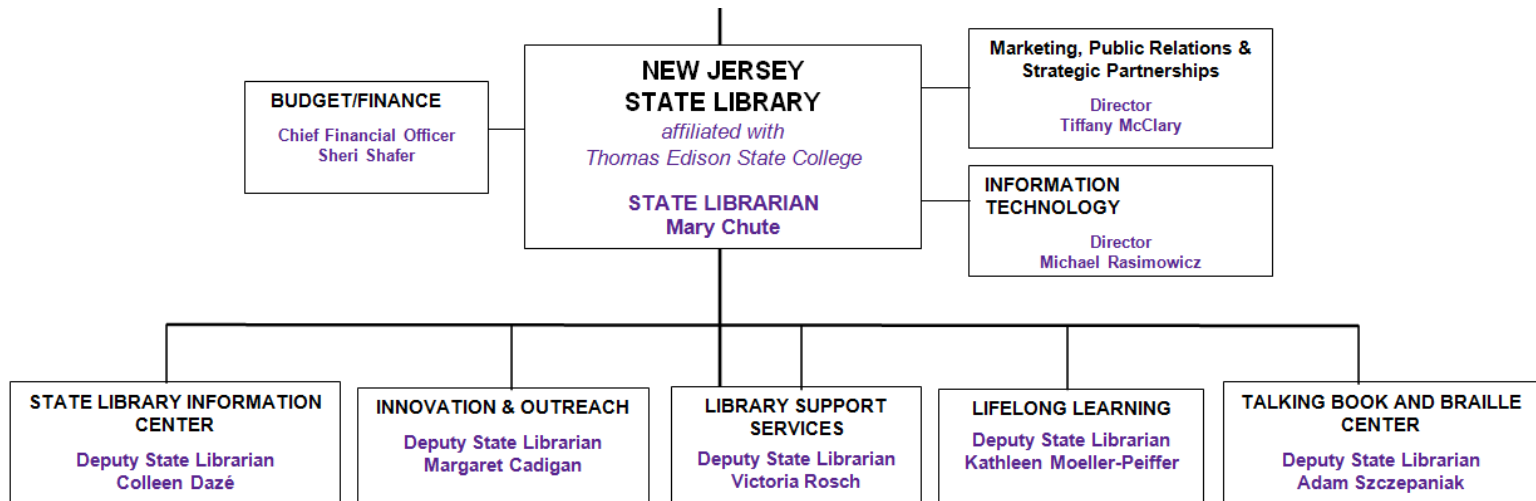 NEW JERSEY
STATE LIBRARY
affiliated with
Thomas Edison State College
STATE LIBRARIAN
Mary Chute
BUDGET/FINANCE
Chief Financial Officer
Sheri Shafer
Marketing, Public Relations &
Strategic Partnerships
Director
Tiffany McClary
INFORMATION
TECHNOLOGY
Director
Michael Rasimowicz
STATE LIBRARY INFORMATION
CENTER
Deputy State Librarian
Colleen Dazé
INNOVATION & OUTREACH
Deputy State Librarian
Margaret Cadigan
LIBRARY SUPPORT
SERVICES
Deputy State Librarian
Victoria Rosch
LIFELONG LEARNING
Deputy State Librarian
Kathleen Moeller-Peiffer
TALKING BOOK AND BRAILLE
CENTER
Deputy State Librarian
Adam Szczepaniak